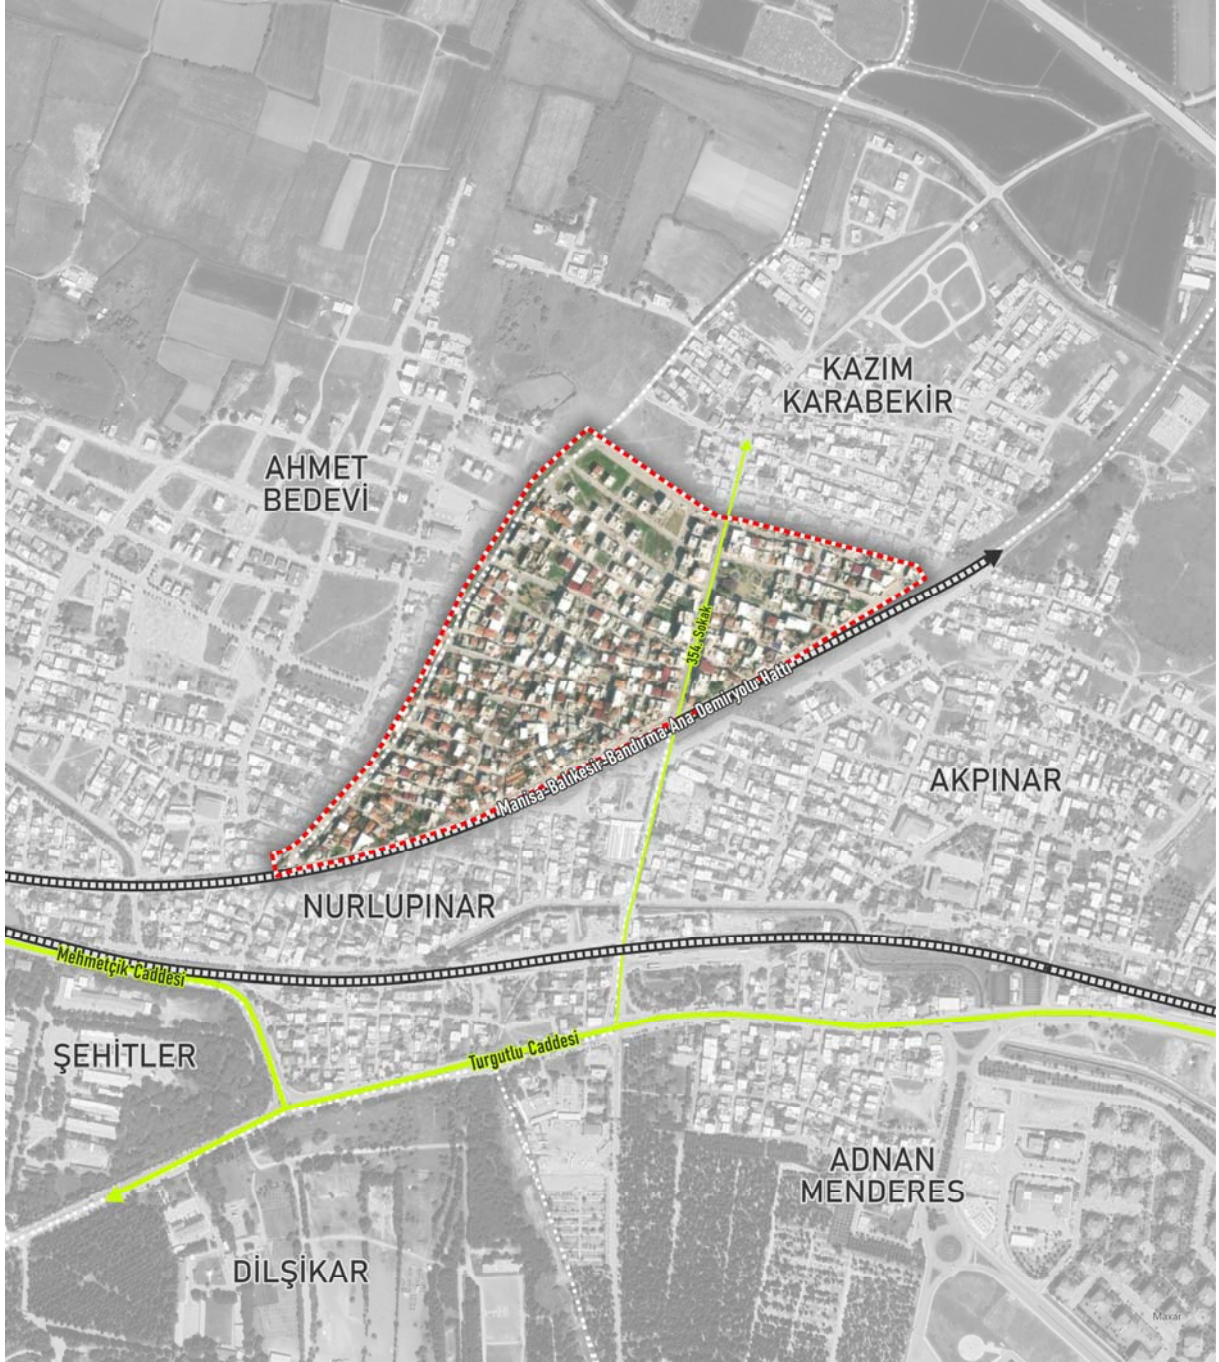 KAZIM
KARABEKİR
AHMET
BEDEVİ
354. Sokak
Manisa-Balıkesir-Bandırma Ana Demiryolu Hattı
AKPINAR
NURLUPINAR
Mehmetçik Caddesi
ŞEHİTLER
Turgutlu Caddesi
ADNAN
MENDERES
DİLŞİKAR
Maxar